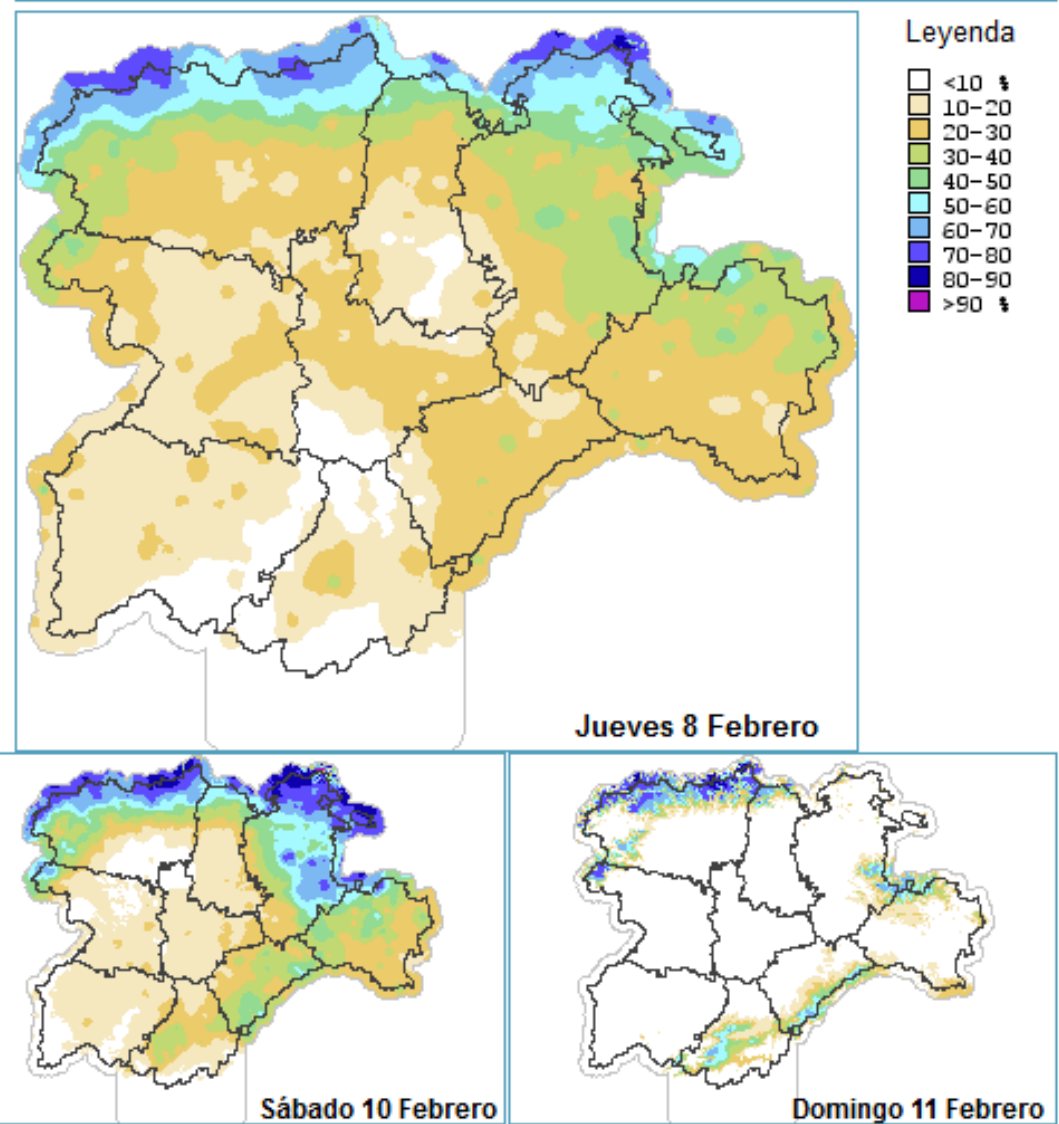 Leyenda
<10 %
10-20
20-30
30-40
40-50
50-60
60-70
70-80
80-90
>90 %
Jueves 8 Febrero
Sábado 10 Febrero
Domingo 11 Febrero